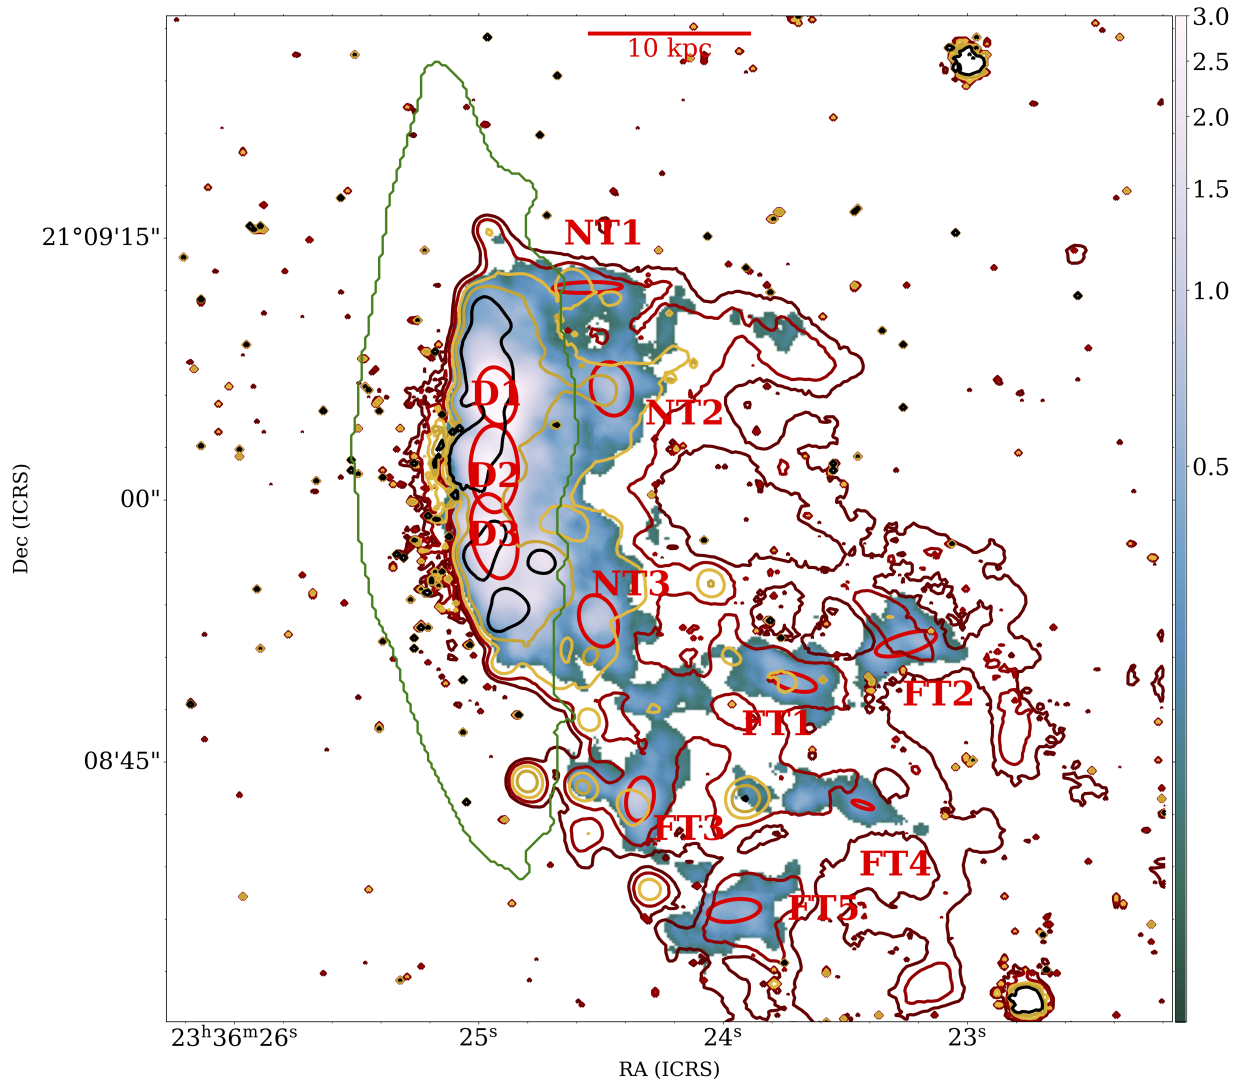 10 kpc
3.0
2.5
2.0
1.5
1.0
0.5
21°09'15"
00"
08'45"
Dec (ICRS)
NT1
D1
NT2
D2
D3
NT3
FT2
FT1
FT3
FT4
FT5
23ʰ36ᵐ26ˢ
25ˢ
24ˢ
23ˢ
RA (ICRS)